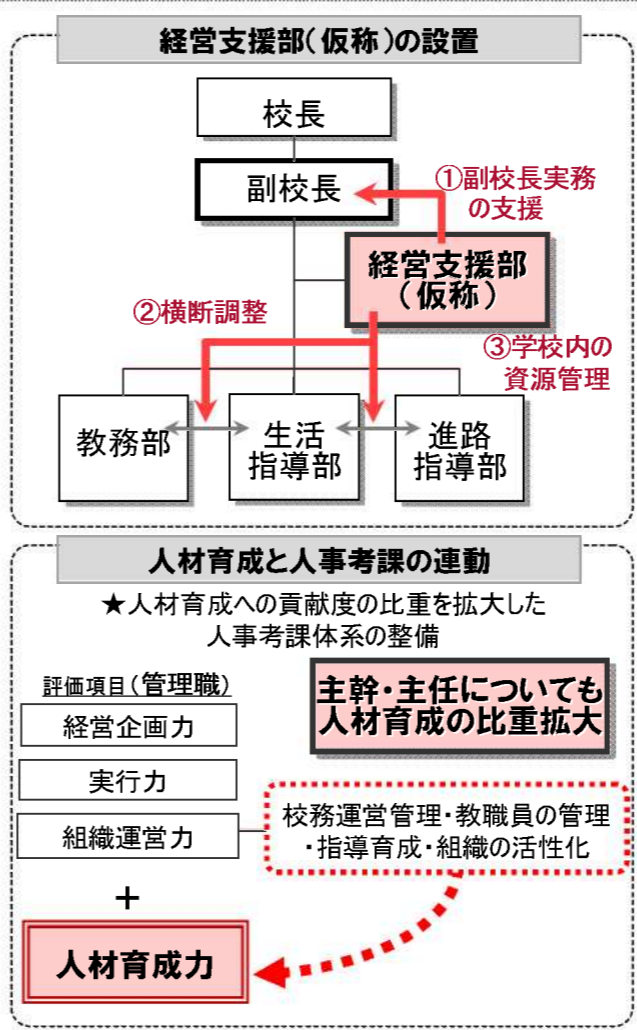 経営支援部(仮称)の設置
校長
副校長
①副校長実務
の支援
経営支援部
(仮称)
②横断調整
③学校内の
資源管理
教務部
生活
指導部
進路
指導部
人材育成と人事考課の連動
★人材育成への貢献度の比重を拡大した
人事考課体系の整備
評価項目(管理職)
主幹・主任についても
人材育成の比重拡大
経営企画力
実行力
組織運営力
校務運営管理・教職員の管理
・指導育成・組織の活性化
+
人材育成力